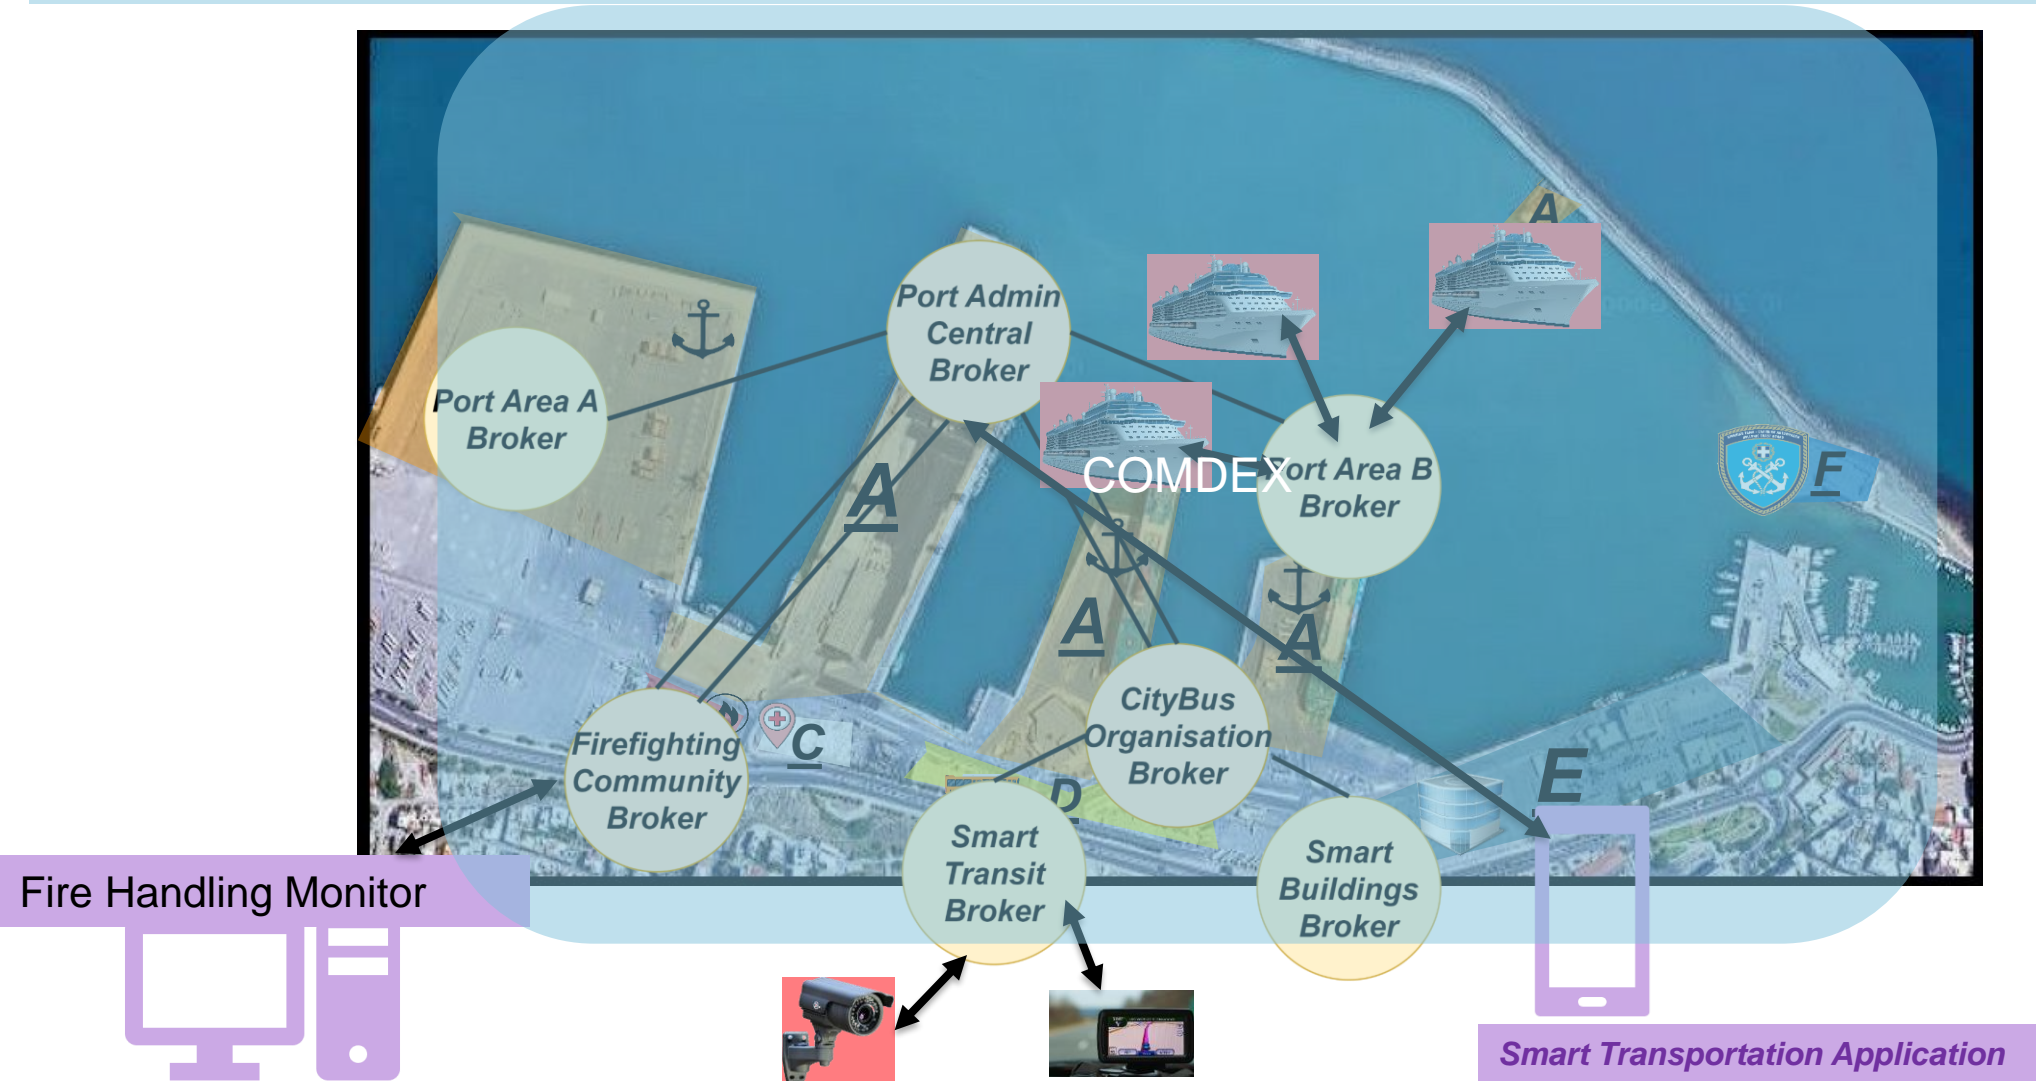 A
Port Admin
Central
Broker
Port Area A
Broker
COMDEX
Port Area B
Broker
F
A
A
A
CityBus
Organisation
Broker
Firefighting
Community
Broker
C
D
E
Smart
Transit
Broker
Smart
Buildings
Broker
Fire Handling Monitor
Smart Transportation Application